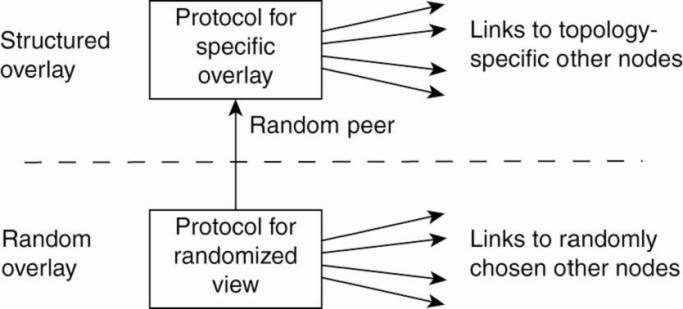 Structured
overlay
Protocol for
specific
overlay
Links to topology-
specific other nodes
Random peer
Random
overlay
Protocol for
randomized
view
Links to randomly
chosen other nodes